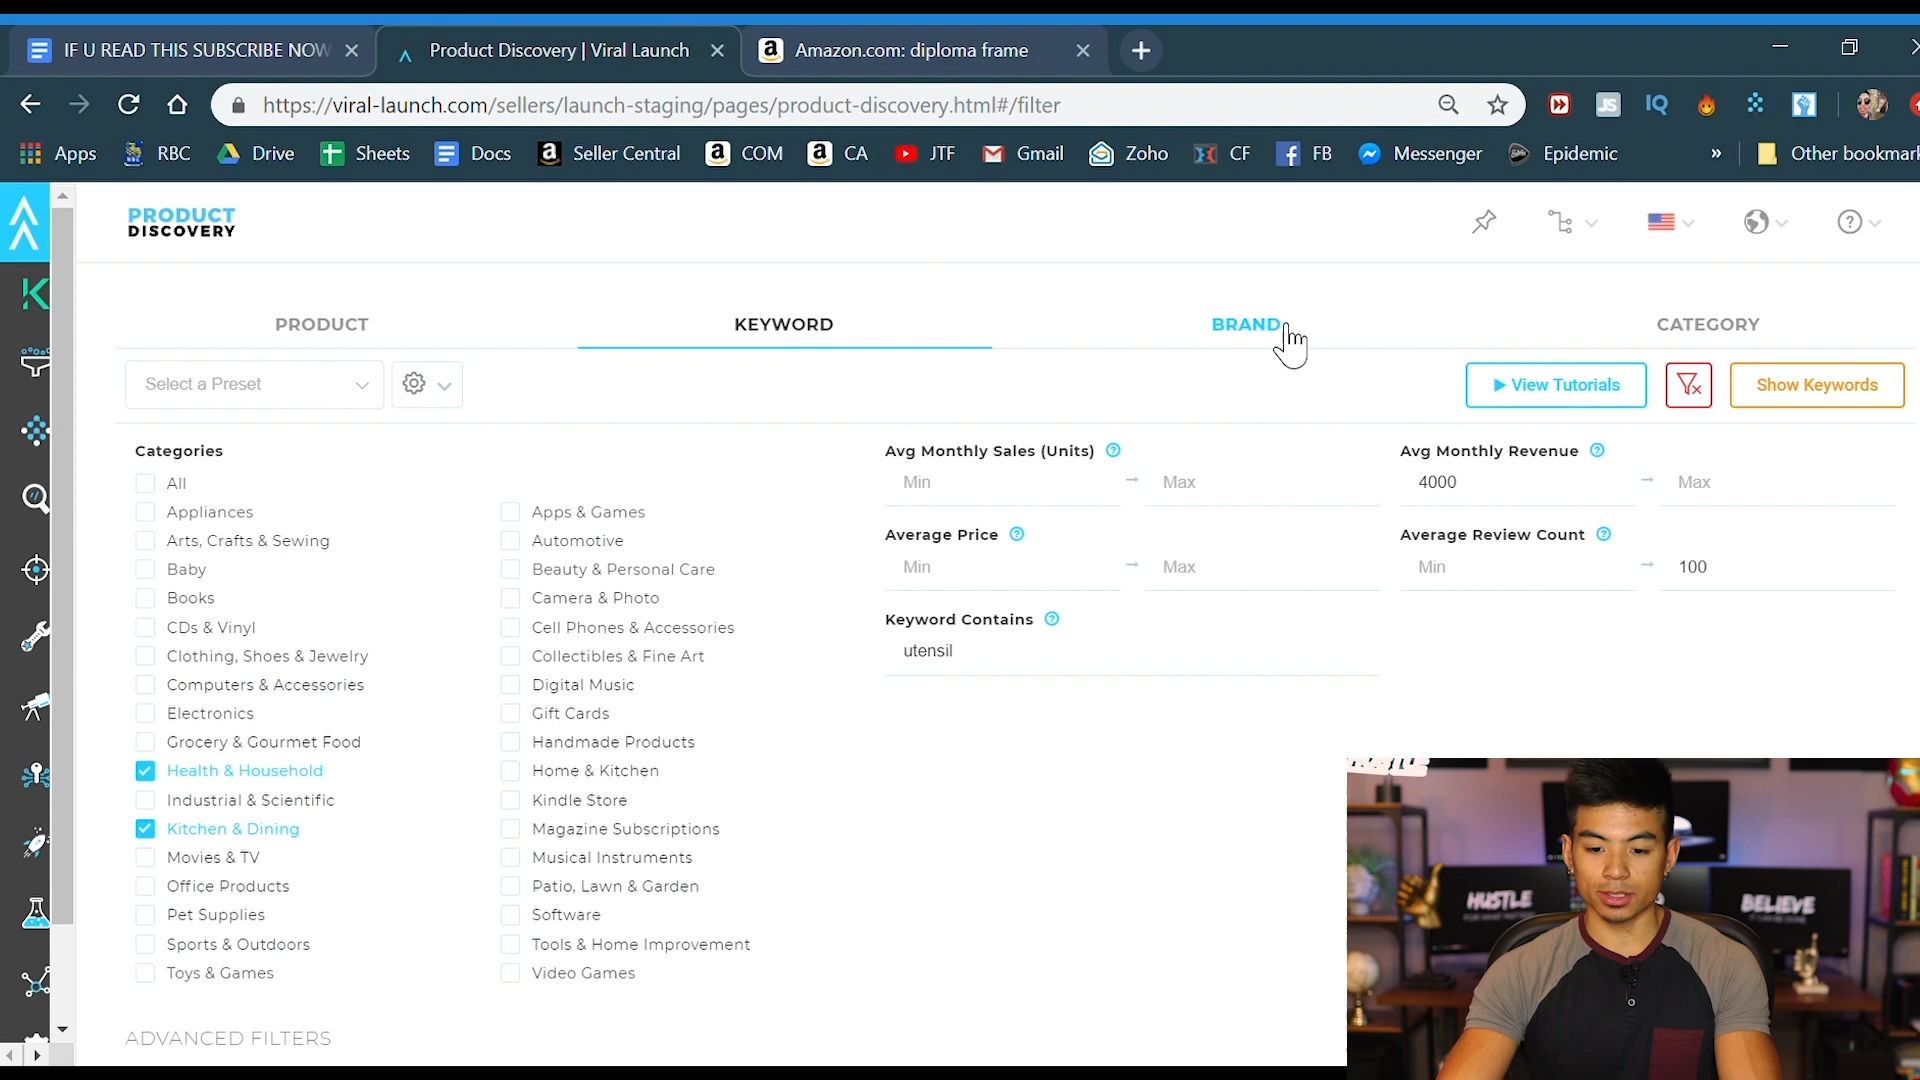 IF U READ THIS SUBSCRIBE NOW
Product Discovery | Viral Launch
Amazon.com: diploma frame
https://viral-launch.com/sellers/launch-staging/pages/product-discovery.html#/filter
JS
IQ
Apps
RBC
Drive
Sheets
Docs
Seller Central
COM
CA
JTF
Gmail
Zoho
CF
FB
Messenger
Epidemic
»
Other bookmark
PRODUCT
DISCOVERY
PRODUCT
KEYWORD
BRAND
CATEGORY
Select a Preset
View Tutorials
Show Keywords
Categories
All
Appliances
Apps & Games
Arts, Crafts & Sewing
Automotive
Baby
Beauty & Personal Care
Books
Camera & Photo
CDs & Vinyl
Cell Phones & Accessories
Clothing, Shoes & Jewelry
Collectibles & Fine Art
Computers & Accessories
Digital Music
Electronics
Gift Cards
Grocery & Gourmet Food
Handmade Products
Health & Household
Home & Kitchen
Industrial & Scientific
Kindle Store
Kitchen & Dining
Magazine Subscriptions
Movies & TV
Musical Instruments
Office Products
Patio, Lawn & Garden
Pet Supplies
Software
Sports & Outdoors
Tools & Home Improvement
Toys & Games
Video Games
Avg Monthly Sales (Units)
Min
Max
Avg Monthly Revenue
4000
Max
Average Price
Min
Max
Average Review Count
Min
100
Keyword Contains
utensil
ADVANCED FILTERS
HUSTLE
HUSTLE
BELIEVE